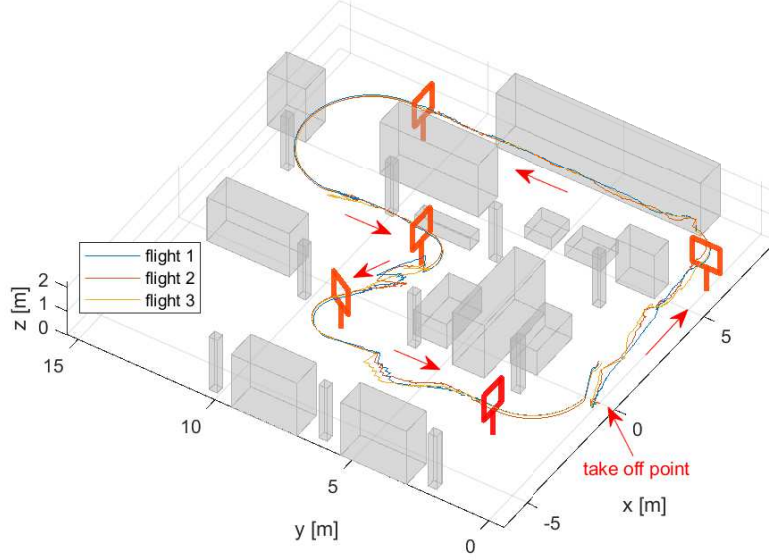 flight 1
flight 2
flight 3
z [m]
2
1
0
15
10
5
0
y [m]
-5
0
5
x [m]
take off point